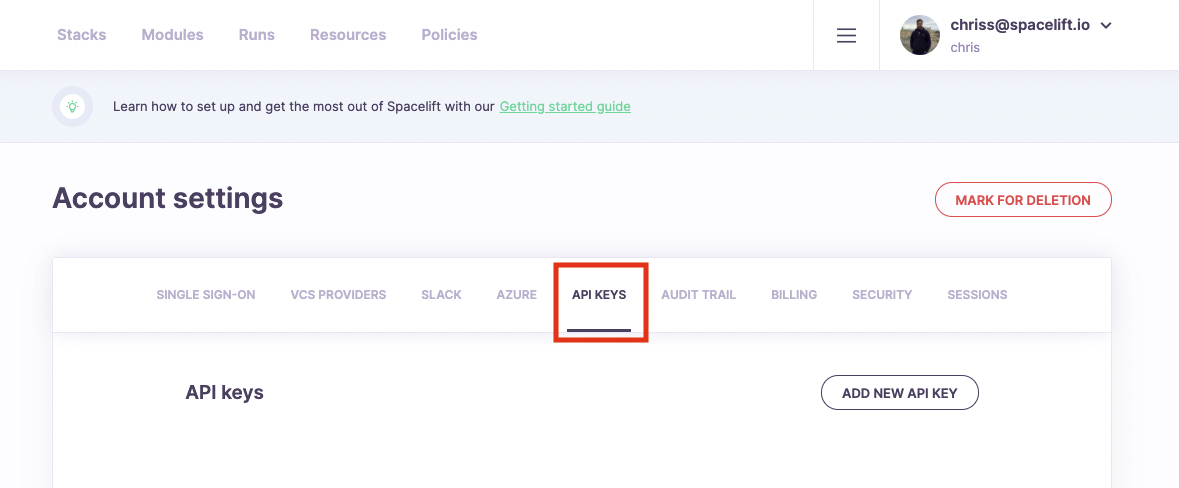 Stacks Modules Runs Resources Policies chriss@spacelift.io
chris
Learn how to set up and get the most out of Spacelift with our Getting started guide
Account settings MARK FOR DELETION
SINGLE SIGN-ON VCS PROVIDERS SLACK AZURE API KEYS AUDIT TRAIL BILLING SECURITY SESSIONS
API keys ADD NEW API KEY